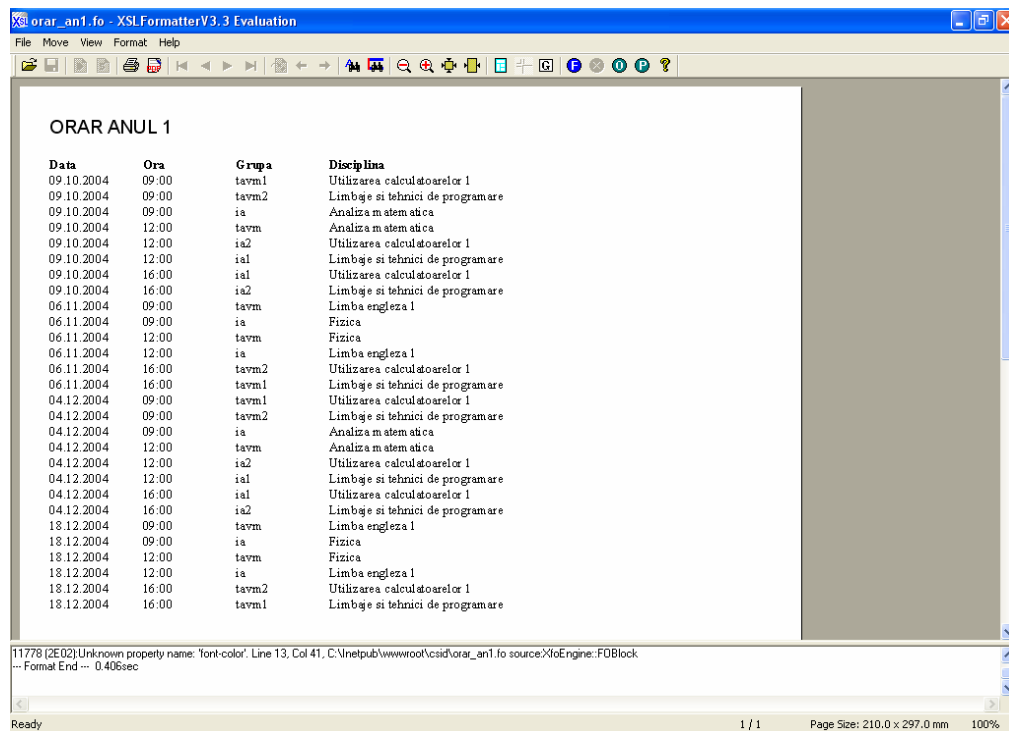 XSL orar_an1.fo - XSLFormatterV3.3 Evaluation
File Move View Format Help
ORAR ANUL 1
Data Ora Grupa Disciplina
09.10.2004 09:00 tavm1 Utilizarea calculatoarelor 1
09.10.2004 09:00 tavm2 Limbaje si tehnici de programare
09.10.2004 09:00 ia Analiza matematica
09.10.2004 12:00 tavm Analiza matematica
09.10.2004 12:00 ia2 Utilizarea calculatoarelor 1
09.10.2004 12:00 ia1 Limbaje si tehnici de programare
09.10.2004 16:00 ia1 Utilizarea calculatoarelor 1
09.10.2004 16:00 ia2 Limbaje si tehnici de programare
06.11.2004 09:00 tavm Limba engleza 1
06.11.2004 09:00 ia Fizica
06.11.2004 12:00 tavm Fizica
06.11.2004 12:00 ia Limba engleza 1
06.11.2004 16:00 tavm2 Utilizarea calculatoarelor 1
06.11.2004 16:00 tavm1 Limbaje si tehnici de programare
04.12.2004 09:00 tavm1 Utilizarea calculatoarelor 1
04.12.2004 09:00 tavm2 Limbaje si tehnici de programare
04.12.2004 09:00 ia Analiza matematica
04.12.2004 12:00 tavm Analiza matematica
04.12.2004 12:00 ia2 Utilizarea calculatoarelor 1
04.12.2004 12:00 ia1 Limbaje si tehnici de programare
04.12.2004 16:00 ia1 Utilizarea calculatoarelor 1
04.12.2004 16:00 ia2 Limbaje si tehnici de programare
18.12.2004 09:00 tavm Limba engleza 1
18.12.2004 09:00 ia Fizica
18.12.2004 12:00 tavm Fizica
18.12.2004 12:00 ia Limba engleza 1
18.12.2004 16:00 tavm2 Utilizarea calculatoarelor 1
18.12.2004 16:00 tavm1 Limbaje si tehnici de programare
11778 (2E02):Unknown property name: 'font-color'. Line 13, Col 41, C:\Inetpub\wwwroot\csid\orar_an1.fo source:XfoEngine::FOBlock
--- Format End --- 0.406sec
Ready 1 / 1 Page Size: 210.0 x 297.0 mm 100%